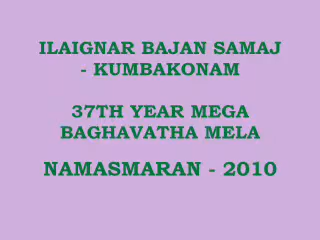 ILAIGNAR BAJAN SAMAJ
- KUMBAKONAM
37TH YEAR MEGA
BAGHAVATHA MELA
NAMASMARAN - 2010